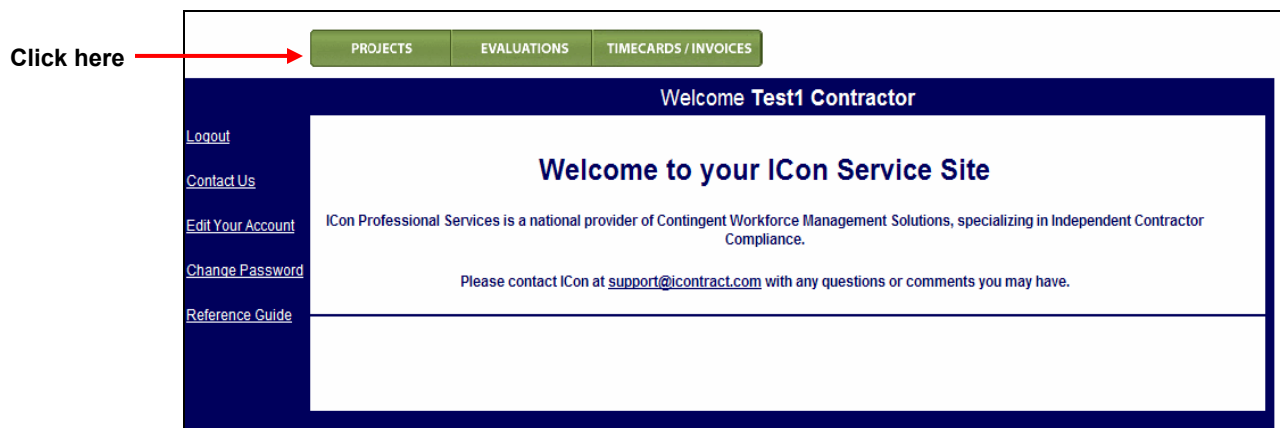 PROJECTS EVALUATIONS TIMECARDS / INVOICES
Click here
Welcome Test1 Contractor
Logout
Welcome to your ICon Service Site
Contact Us
Edit Your Account
ICon Professional Services is a national provider of Contingent Workforce Management Solutions, specializing in Independent Contractor
Compliance.
Change Password
Please contact ICon at support@icontract.com with any questions or comments you may have.
Reference Guide